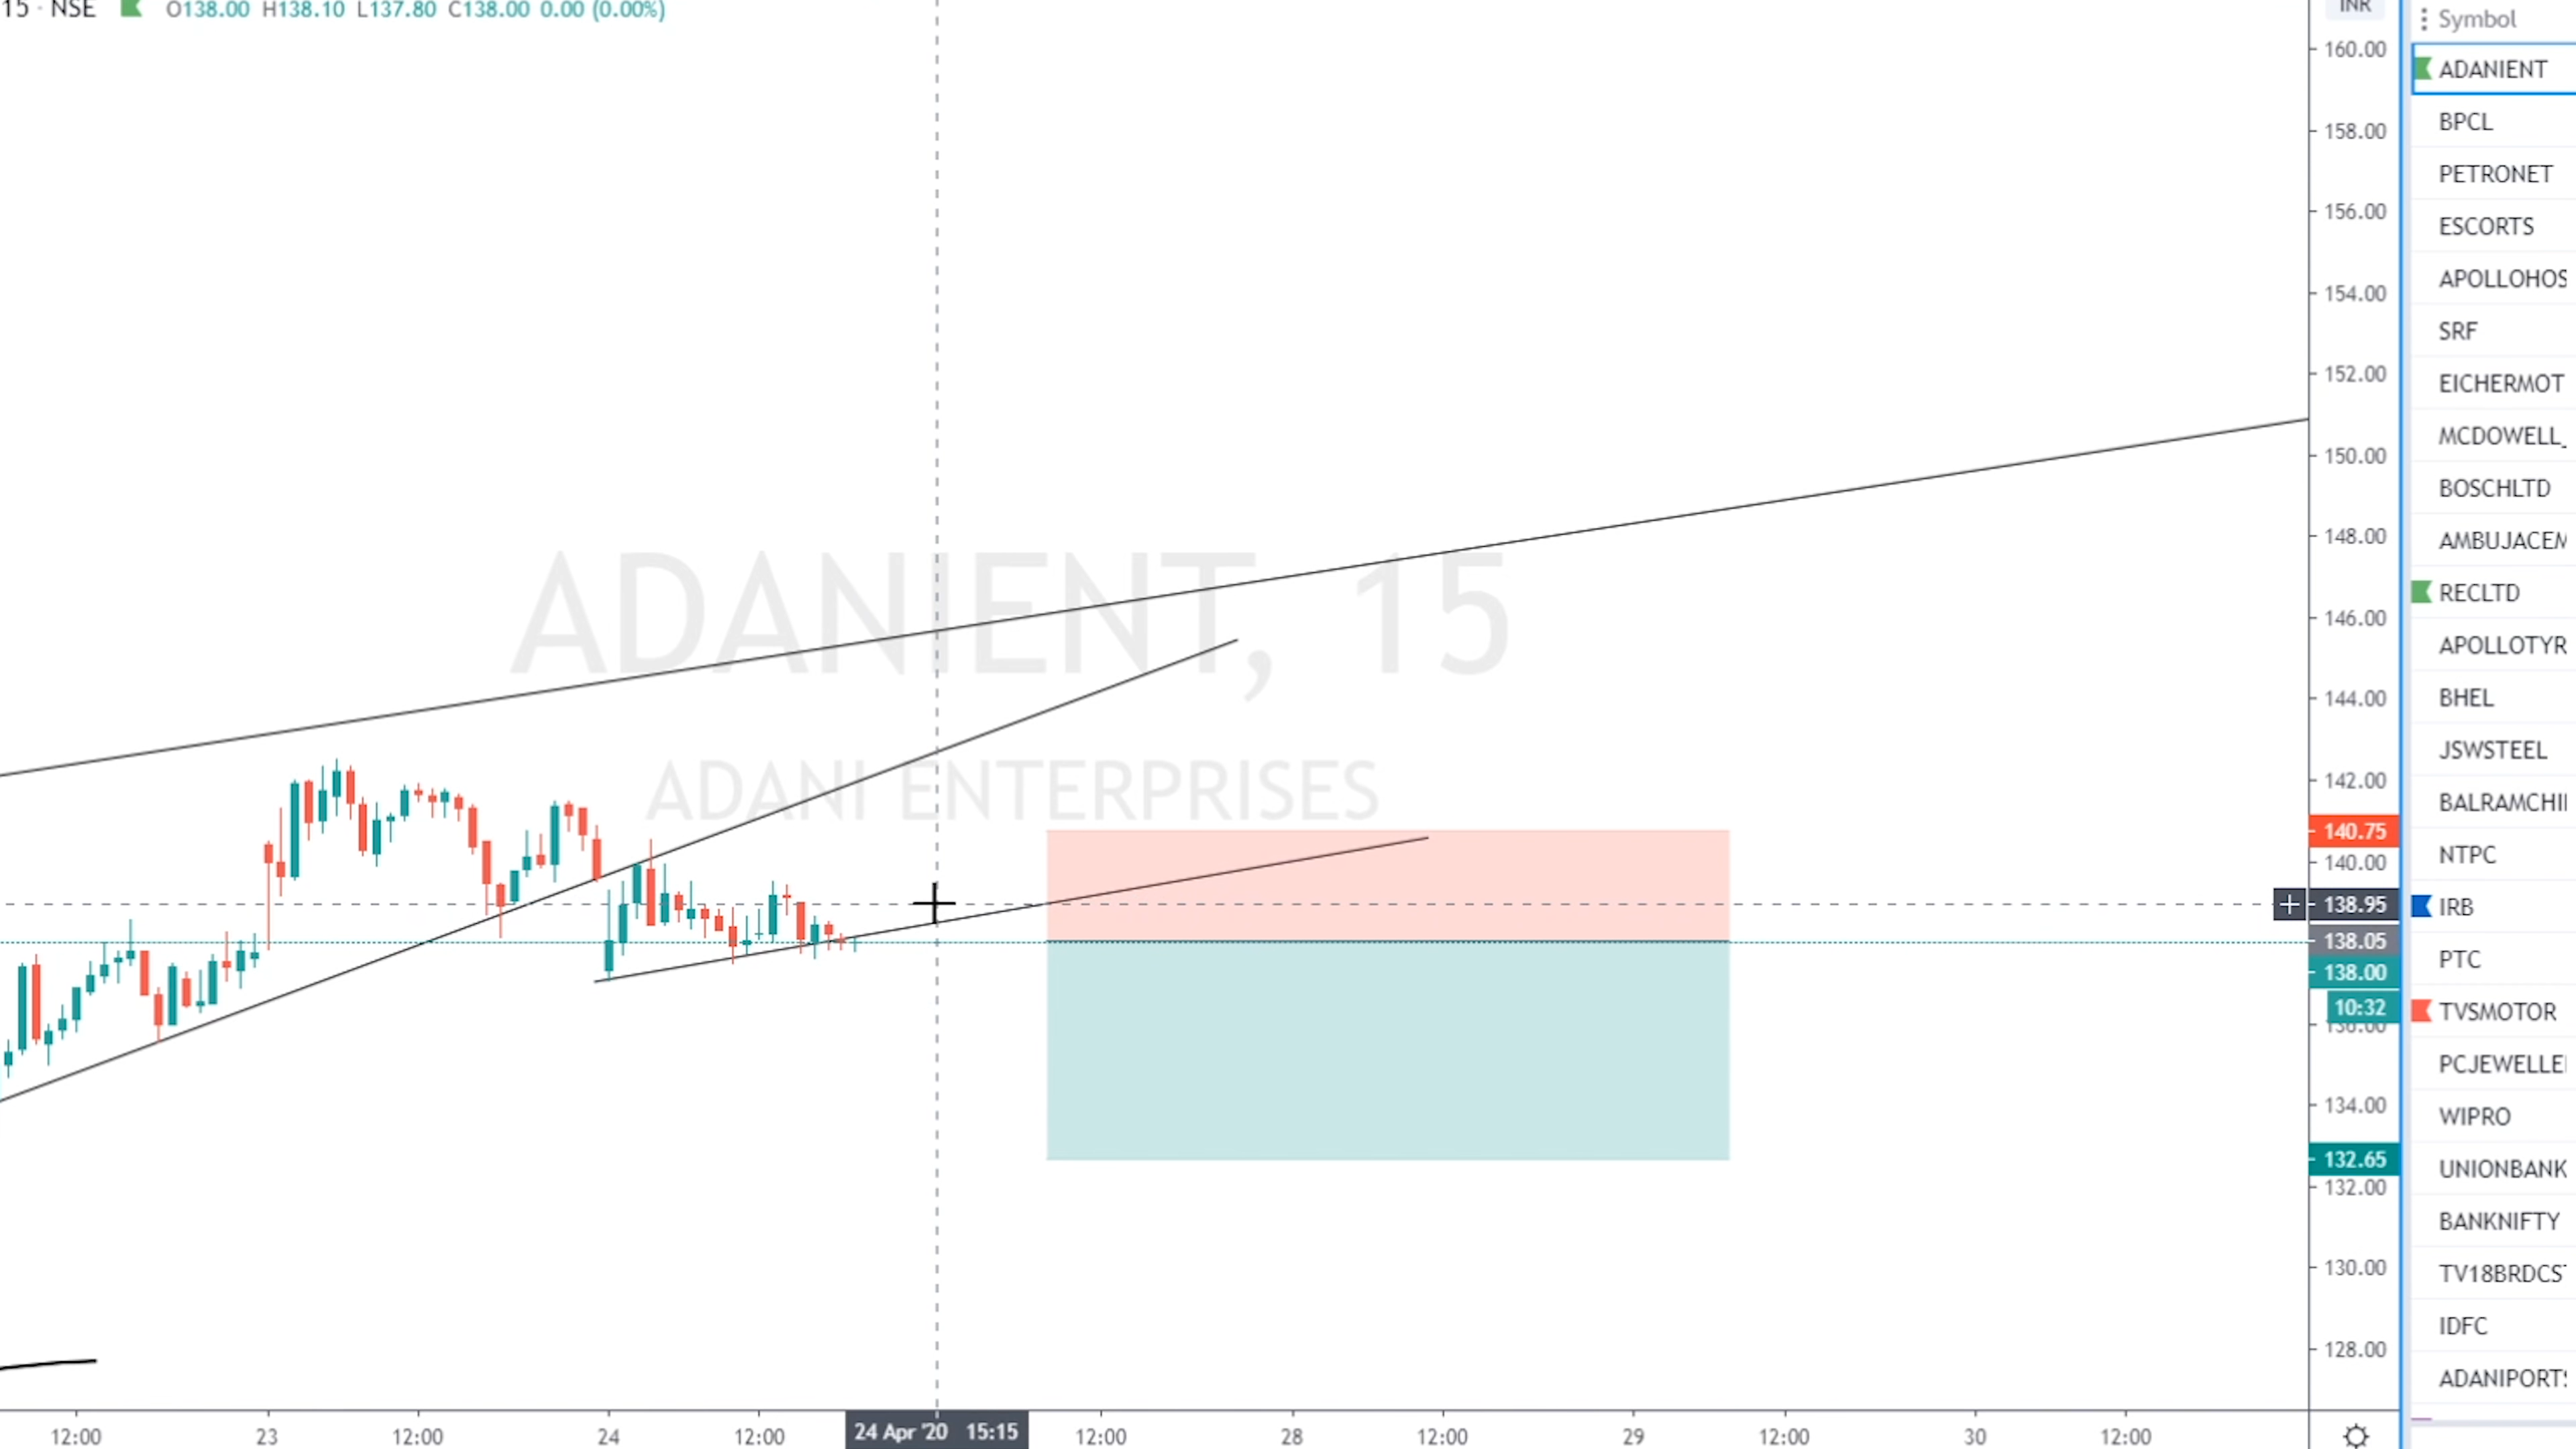 15 · NSE O138.00 H138.10 L137.80 C138.00 0.00 (0.00%)
INR
160.00
158.00
156.00
154.00
152.00
150.00
148.00
146.00
144.00
142.00
140.75
140.00
138.95
138.05
138.00
10:32
136.00
134.00
132.65
132.00
130.00
128.00
ADANIENT, 15
ADANI ENTERPRISES
12:00 23 12:00 24 12:00 24 Apr '20 15:15 12:00 28 12:00 29 12:00 30 12:00
Symbol
ADANIENT
BPCL
PETRONET
ESCORTS
APOLLOHOS
SRF
EICHERMOT
MCDOWELL_
BOSCHLTD
AMBUJACEM
RECLTD
APOLLOTYR
BHEL
JSWSTEEL
BALRAMCHI
NTPC
IRB
PTC
TVSMOTOR
PCJEWELLE
WIPRO
UNIONBANK
BANKNIFTY
TV18BRDCS
IDFC
ADANIPORT